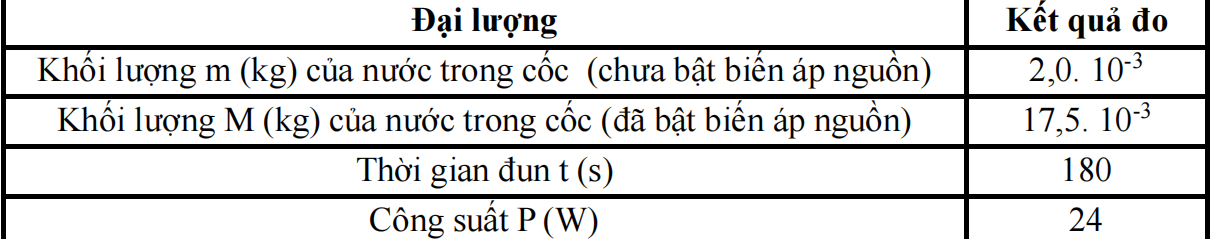 Đại lượng Kết quả đo
Khối lượng m (kg) của nước trong cốc (chưa bật biến áp nguồn) 2,0. 10⁻³
Khối lượng M (kg) của nước trong cốc (đã bật biến áp nguồn) 17,5. 10⁻³
Thời gian đun t (s) 180
Công suất P (W) 24